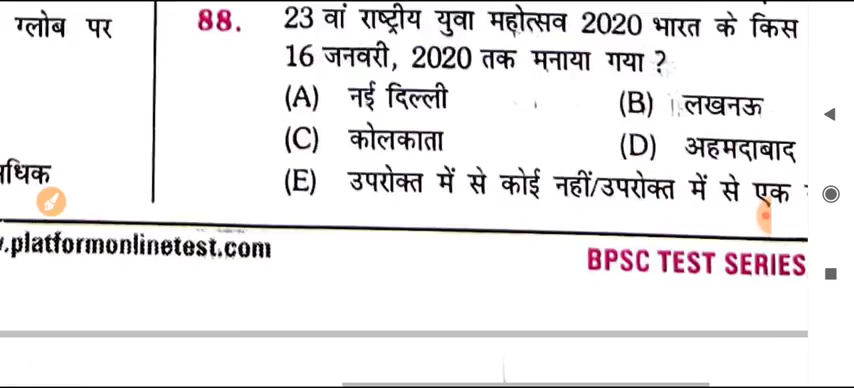 ग्लोब पर
88. 23 वां राष्ट्रीय युवा महोत्सव 2020 भारत के किस
16 जनवरी, 2020 तक मनाया गया ?
(A) नई दिल्ली (B) लखनऊ
(C) कोलकाता (D) अहमदाबाद
धिक
(E) उपरोक्त में से कोई नहीं/उपरोक्त में से एक
.platformonlinetest.com
BPSC TEST SERIES